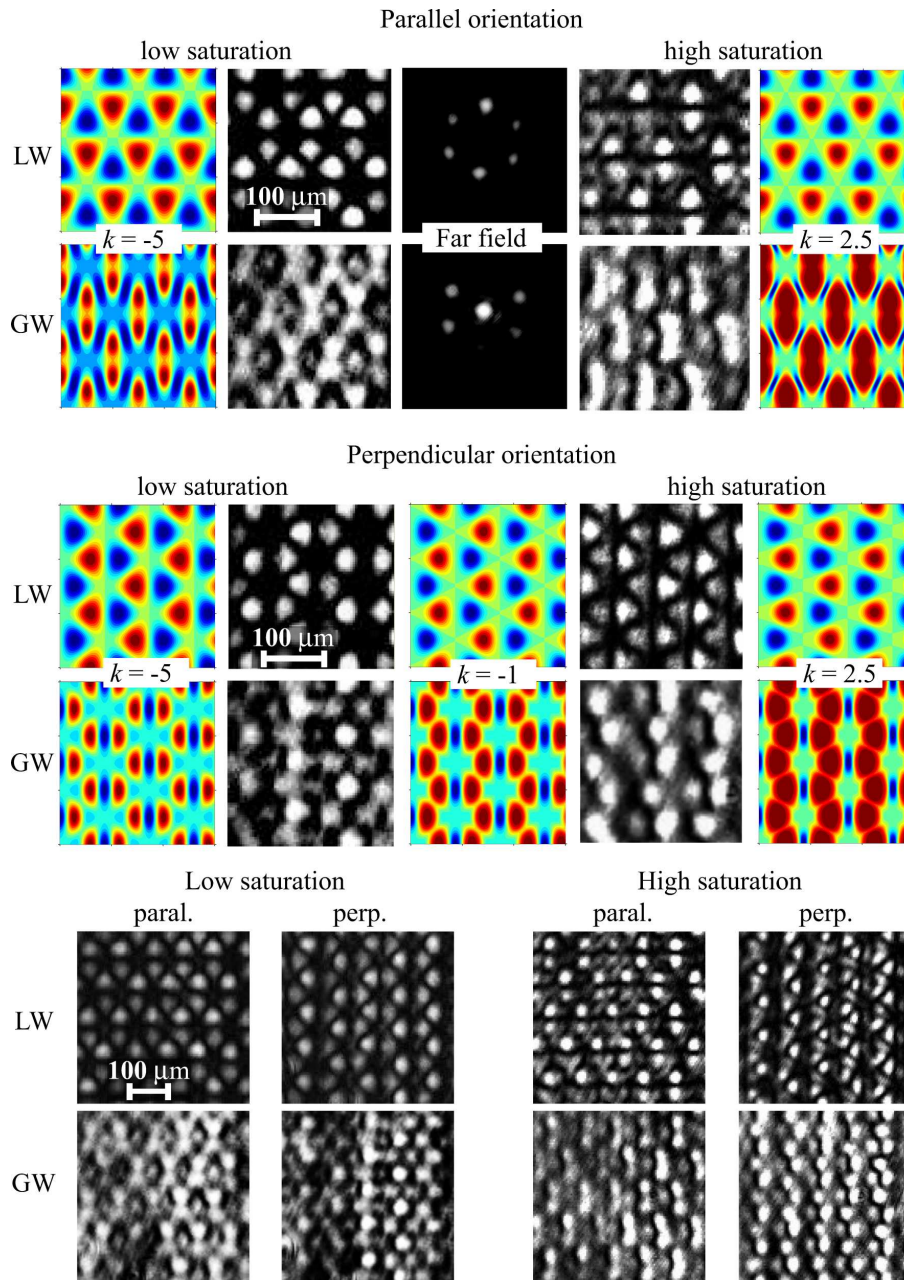 Parallel orientation
low saturation high saturation
LW
100 μm
k = -5 Far field k = 2.5
GW
Perpendicular orientation
low saturation high saturation
LW
100 μm
k = -5 k = -1 k = 2.5
GW
Low saturation High saturation
paral. perp. paral. perp.
LW
100 μm
GW